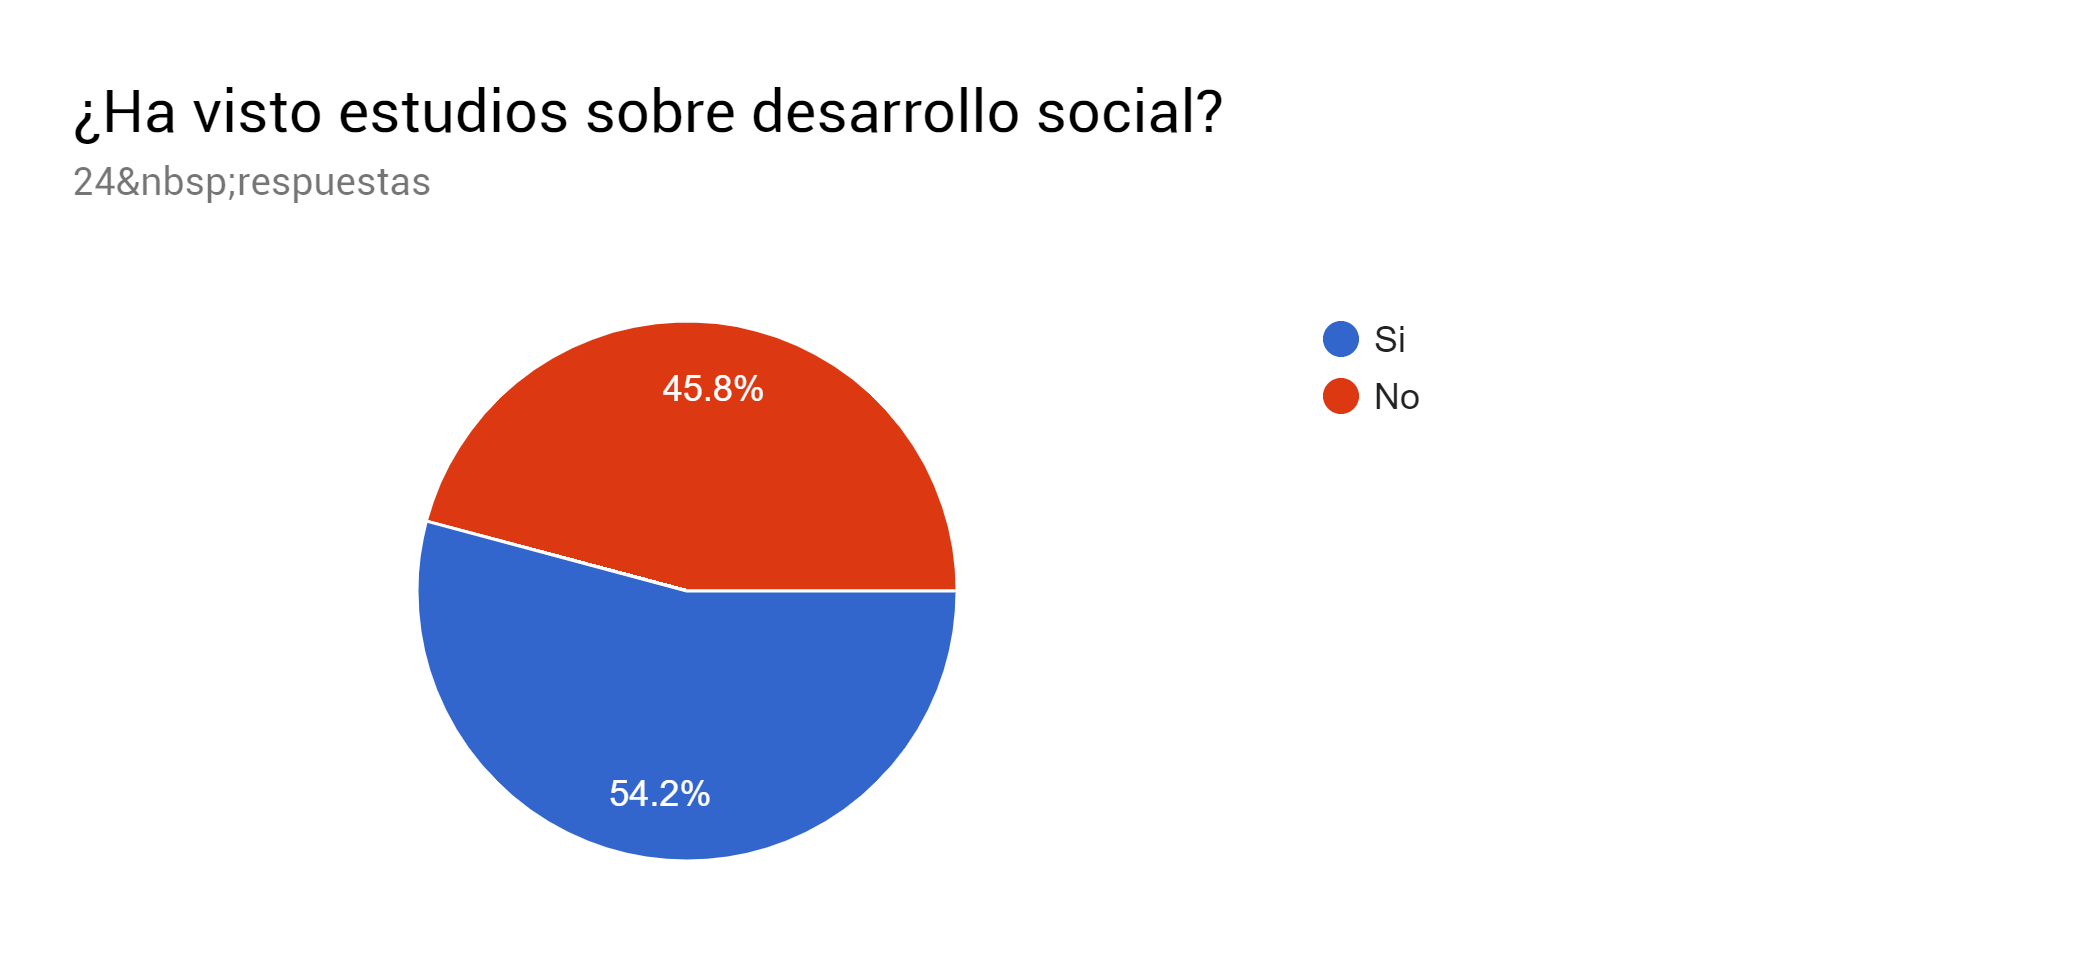 ¿Ha visto estudios sobre desarrollo social?
24&nbsp;respuestas
Si
No
45.8%
54.2%